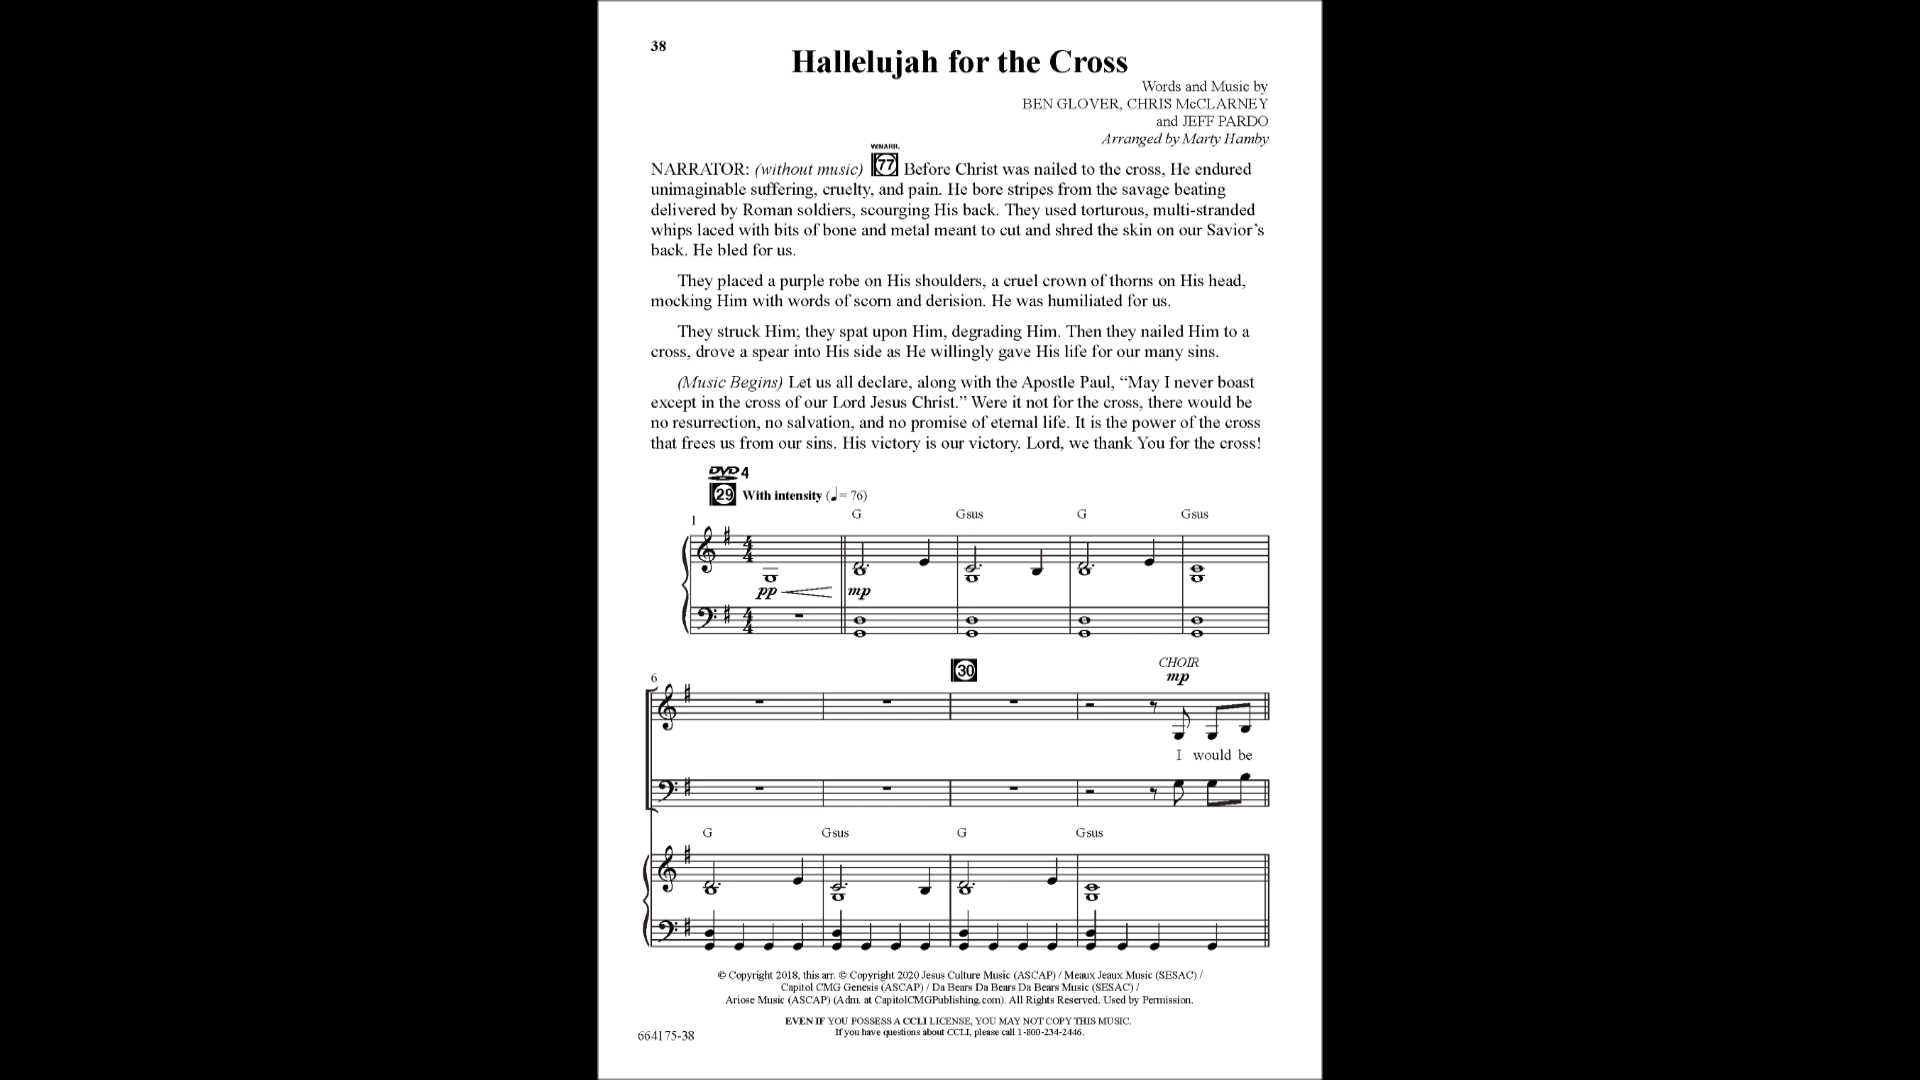 38
Hallelujah for the Cross
Words and Music by
BEN GLOVER, CHRIS McCLARNEY
and JEFF PARDO
Arranged by Marty Hamby
W/NARR.
NARRATOR: (without music) 77 Before Christ was nailed to the cross, He endured
unimaginable suffering, cruelty, and pain. He bore stripes from the savage beating
delivered by Roman soldiers, scourging His back. They used torturous, multi-stranded
whips laced with bits of bone and metal meant to cut and shred the skin on our Savior’s
back. He bled for us.
They placed a purple robe on His shoulders, a cruel crown of thorns on His head,
mocking Him with words of scorn and derision. He was humiliated for us.
They struck Him; they spat upon Him, degrading Him. Then they nailed Him to a
cross, drove a spear into His side as He willingly gave His life for our many sins.
(Music Begins) Let us all declare, along with the Apostle Paul, “May I never boast
except in the cross of our Lord Jesus Christ.” Were it not for the cross, there would be
no resurrection, no salvation, and no promise of eternal life. It is the power of the cross
that frees us from our sins. His victory is our victory. Lord, we thank You for the cross!
DVD 4
29 With intensity (♩= 76)
G Gsus G Gsus
1
4 4
pp mp
4 4
30 CHOIR
6 mp
I would be
G Gsus G Gsus
© Copyright 2018, this arr. © Copyright 2020 Jesus Culture Music (ASCAP) / Meaux Jeaux Music (SESAC) /
Capitol CMG Genesis (ASCAP) / Da Bears Da Bears Da Bears Music (SESAC) /
Ariose Music (ASCAP) (Adm. at CapitolCMGPublishing.com). All Rights Reserved. Used by Permission.
EVEN IF YOU POSSESS A CCLI LICENSE, YOU MAY NOT COPY THIS MUSIC.
If you have questions about CCLI, please call 1-800-234-2446.
664175-38